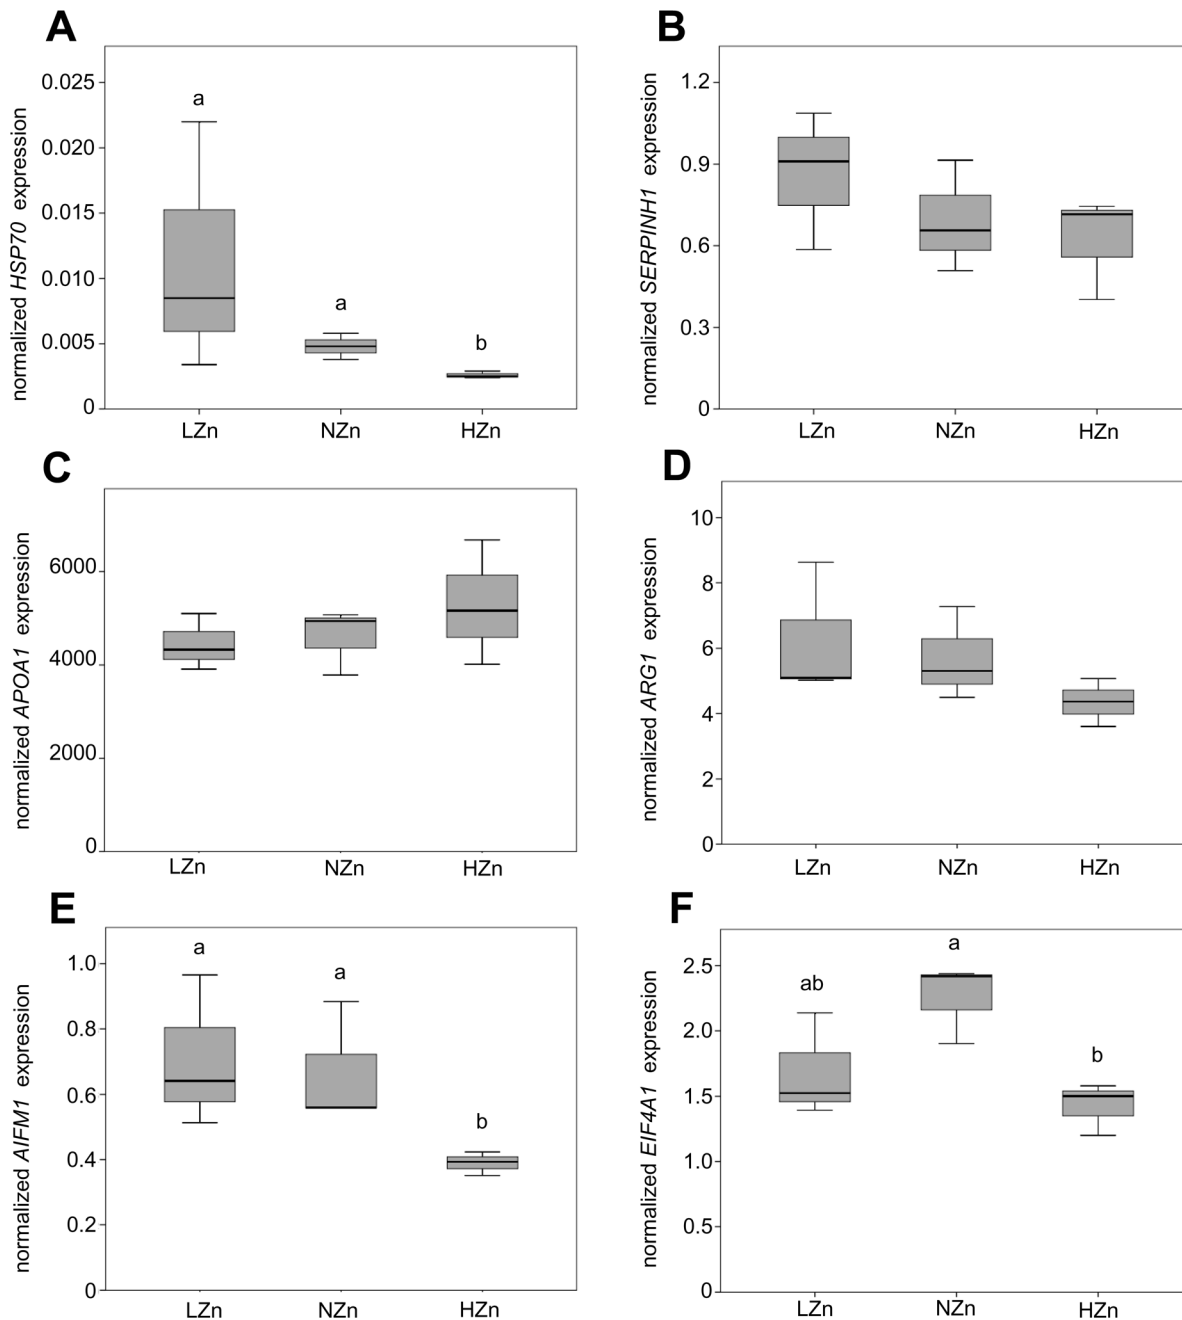 A
normalized HSP70 expression
0.025
0.020
0.015
0.010
0.005
0
a
a
b
LZn
NZn
HZn
B
normalized SERPINH1 expression
1.2
0.9
0.6
0.3
0
LZn
NZn
HZn
C
normalized APOA1 expression
6000
4000
2000
0
LZn
NZn
HZn
D
normalized ARG1 expression
10
8
6
4
2
0
LZn
NZn
HZn
E
normalized AIFM1 expression
1.0
0.8
0.6
0.4
0.2
0
a
a
b
LZn
NZn
HZn
F
normalized EIF4A1 expression
2.5
2.0
1.5
1.0
0.5
0
ab
a
b
LZn
NZn
HZn